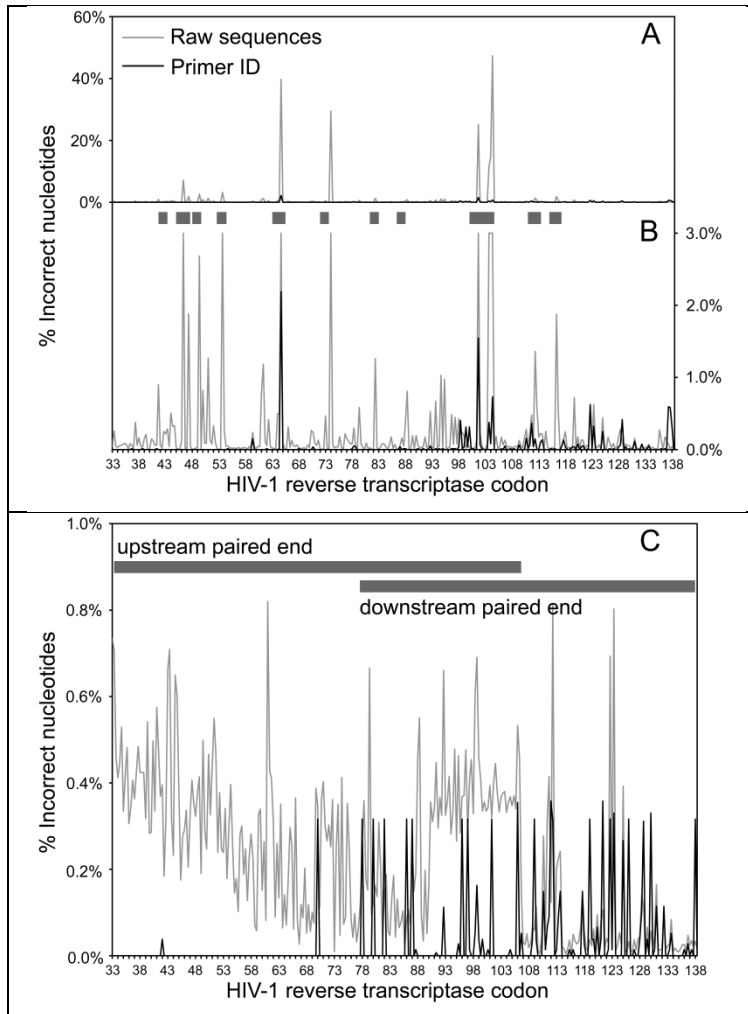 60%
Raw sequences
A
Primer ID
40%
20%
0%
% Incorrect nucleotides
B
3.0%
2.0%
1.0%
0.0%
33 38 43 48 53 58 63 68 73 78 83 88 93 98 103 108 113 118 123 128 133 138
HIV-1 reverse transcriptase codon
1.0%
C
upstream paired end
downstream paired end
0.8%
0.6%
0.4%
0.2%
0.0%
% Incorrect nucleotides
33 38 43 48 53 58 63 68 73 78 83 88 93 98 103 108 113 118 123 128 133 138
HIV-1 reverse transcriptase codon